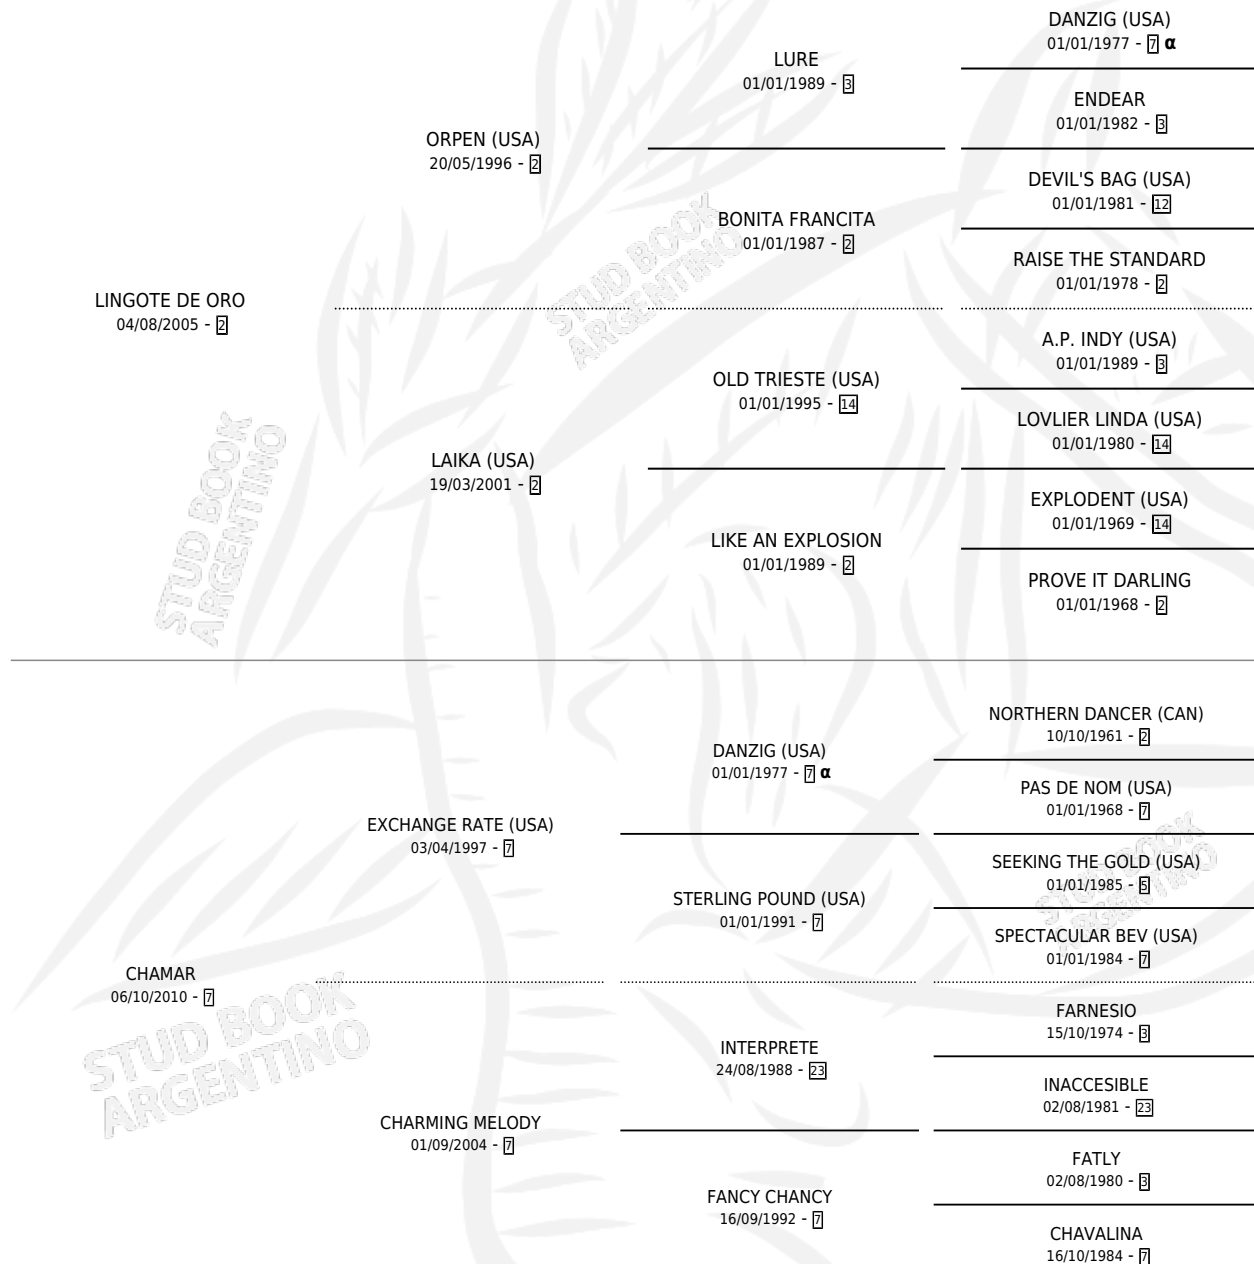 DANZIG (USA)
01/01/1977 - 7 α
LURE
01/01/1989 - 3
ENDEAR
01/01/1982 - 3
ORPEN (USA)
20/05/1996 - 2
DEVIL'S BAG (USA)
01/01/1981 - 12
BONITA FRANCITA
01/01/1987 - 2
RAISE THE STANDARD
01/01/1978 - 2
STUD BOOK
ARGENTINO
LINGOTE DE ORO
04/08/2005 - 2
A.P. INDY (USA)
01/01/1989 - 3
OLD TRIESTE (USA)
01/01/1995 - 14
LOVLIER LINDA (USA)
01/01/1980 - 14
LAIKA (USA)
19/03/2001 - 2
EXPLODENT (USA)
01/01/1969 - 14
LIKE AN EXPLOSION
01/01/1989 - 2
PROVE IT DARLING
01/01/1968 - 2
STUD BOOK
ARGENTINO
NORTHERN DANCER (CAN)
10/10/1961 - 2
DANZIG (USA)
01/01/1977 - 7 α
PAS DE NOM (USA)
01/01/1968 - 7
EXCHANGE RATE (USA)
03/04/1997 - 7
SEEKING THE GOLD (USA)
01/01/1985 - 5
STERLING POUND (USA)
01/01/1991 - 7
SPECTACULAR BEV (USA)
01/01/1984 - 7
STUD BOOK
ARGENTINO
CHAMAR
06/10/2010 - 7
FARNESIO
15/10/1974 - 3
INTERPRETE
24/08/1988 - 23
INACCESIBLE
02/08/1981 - 23
CHARMING MELODY
01/09/2004 - 7
FATLY
02/08/1980 - 3
FANCY CHANCY
16/09/1992 - 7
CHAVALINA
16/10/1984 - 7
STUD BOOK
ARGENTINO